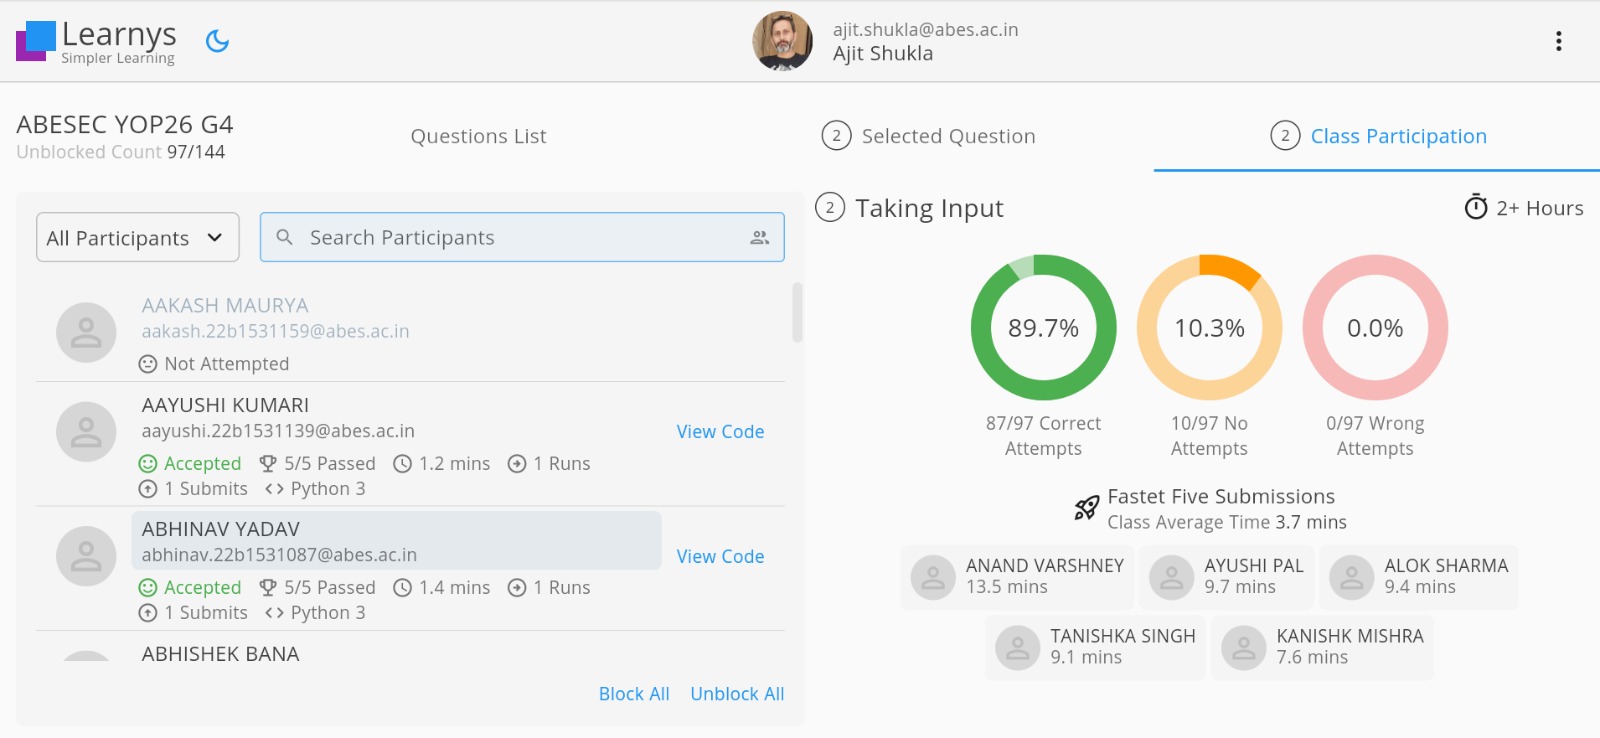 Learnys
Simpler Learning
ajit.shukla@abes.ac.in
Ajit Shukla
ABESEC YOP26 G4
Unblocked Count 97/144
Questions List
2 Selected Question
2 Class Participation
All Participants
Search Participants
AAKASH MAURYA
aakash.22b1531159@abes.ac.in
Not Attempted
AAYUSHI KUMARI
aayushi.22b1531139@abes.ac.in
View Code
Accepted 5/5 Passed 1.2 mins 1 Runs
1 Submits <> Python 3
ABHINAV YADAV
abhinav.22b1531087@abes.ac.in
View Code
Accepted 5/5 Passed 1.4 mins 1 Runs
1 Submits <> Python 3
ABHISHEK BANA
Block All Unblock All
2 Taking Input
2+ Hours
89.7% 10.3% 0.0%
87/97 Correct
Attempts
10/97 No
Attempts
0/97 Wrong
Attempts
Fastet Five Submissions
Class Average Time 3.7 mins
ANAND VARSHNEY
13.5 mins
AYUSHI PAL
9.7 mins
ALOK SHARMA
9.4 mins
TANISHKA SINGH
9.1 mins
KANISHK MISHRA
7.6 mins